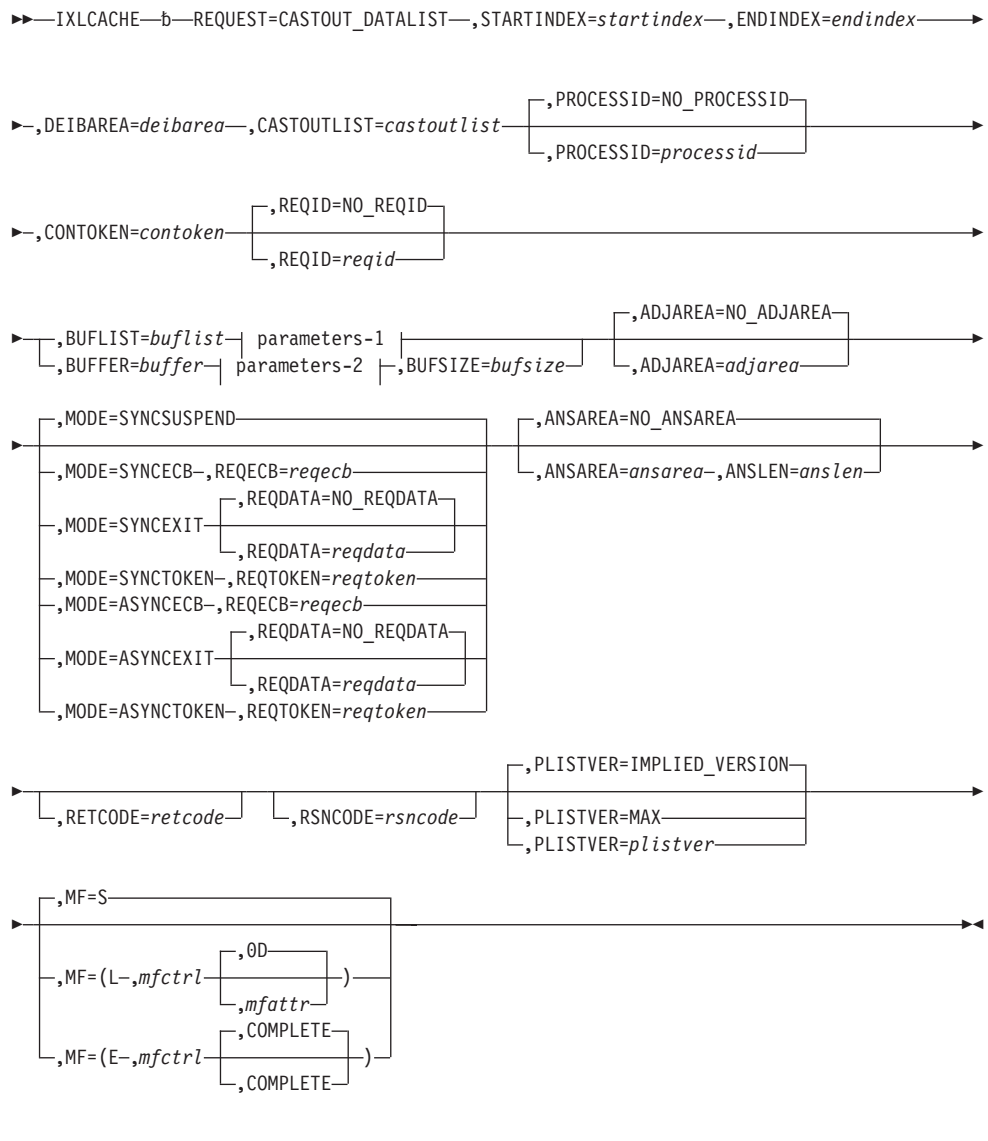 IXLCACHE ƀ REQUEST=CASTOUT_DATALIST ,STARTINDEX=startindex ,ENDINDEX=endindex
,PROCESSID=NO_PROCESSID
,DEIBAREA=deibarea ,CASTOUTLIST=castoutlist
,PROCESSID=processid
,REQID=NO_REQID
,CONTOKEN=contoken
,REQID=reqid
,ADJAREA=NO_ADJAREA
,BUFLIST=buflist parameters-1
,BUFFER=buffer parameters-2 ,BUFSIZE=bufsize ,ADJAREA=adjarea
,MODE=SYNCSUSPEND ,ANSAREA=NO_ANSAREA
,MODE=SYNCECB ,REQECB=reqecb ,ANSAREA=ansarea ,ANSLEN=anslen
,REQDATA=NO_REQDATA
,MODE=SYNCEXIT
,REQDATA=reqdata
,MODE=SYNCTOKEN ,REQTOKEN=reqtoken
,MODE=ASYNCECB ,REQECB=reqecb
,REQDATA=NO_REQDATA
,MODE=ASYNCEXIT
,REQDATA=reqdata
,MODE=ASYNCTOKEN ,REQTOKEN=reqtoken
,PLISTVER=IMPLIED_VERSION
,RETCODE=retcode ,RSNCODE=rsncode ,PLISTVER=MAX
,PLISTVER=plistver
,MF=S
,0D
,MF=(L ,mfctrl )
,mfattr
,COMPLETE
,MF=(E ,mfctrl )
,COMPLETE